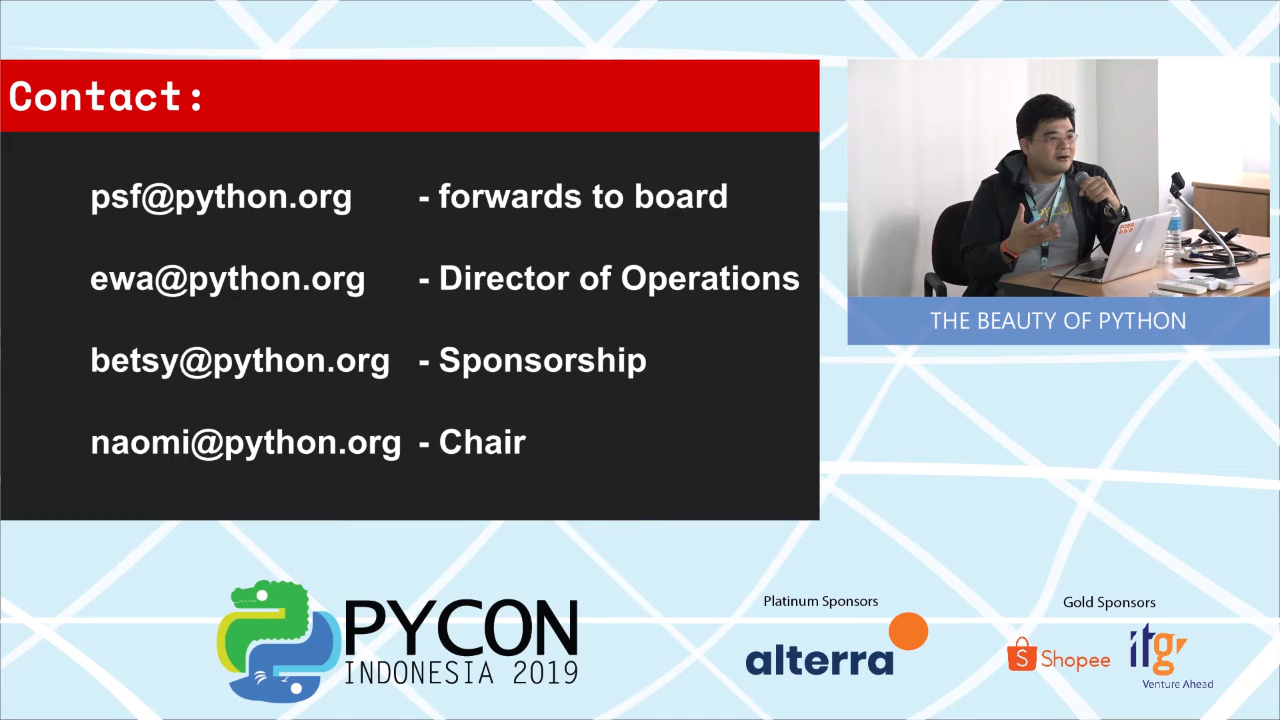 Contact:
psf@python.org - forwards to board
ewa@python.org - Director of Operations
betsy@python.org - Sponsorship
naomi@python.org - Chair
THE BEAUTY OF PYTHON
PYCON
INDONESIA 2019
Platinum Sponsors
alterra
Gold Sponsors
S Shopee
itg
Venture Ahead